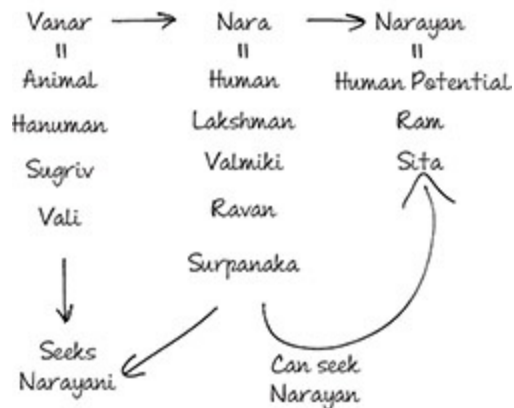 Vanar → Nara → Narayan
= = =
Animal Human Human Potential
Hanuman Lakshman Ram
Sugriv Valmiki Sita
Vali Ravan
Surpanaka
Seeks
Narayani
Can seek
Narayan